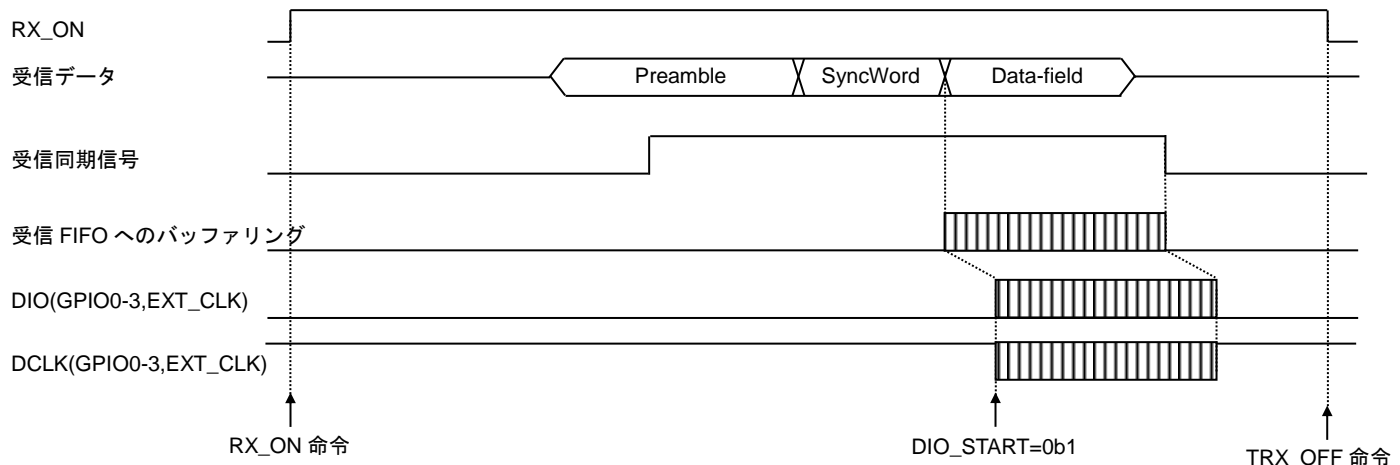 RX_ON
受信データ
Preamble SyncWord Data-field
受信同期信号
受信 FIFO へのバッファリング
DIO(GPIO0-3,EXT_CLK)
DCLK(GPIO0-3,EXT_CLK)
RX_ON 命令 DIO_START=0b1 TRX_OFF 命令